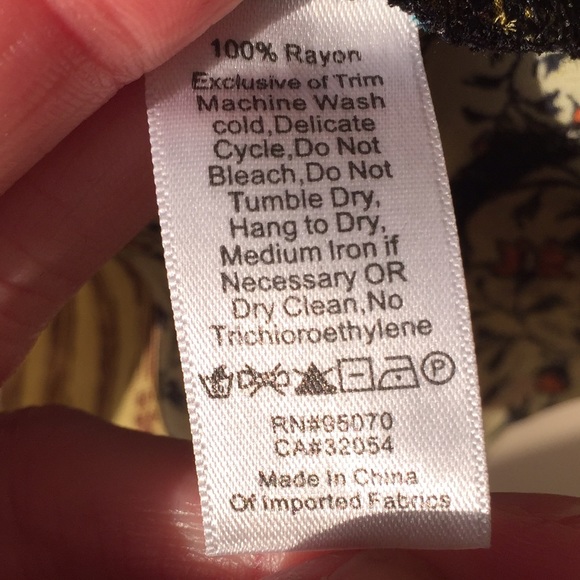 100% Rayon
Exclusive of Trim
Machine Wash
cold,Delicate
Cycle,Do Not
Bleach,Do Not
Tumble Dry,
Hang to Dry,
Medium Iron if
Necessary OR
Dry Clean,No
Trichioroethylene
P
RN#95070
CA#32054
Made In China
Of Imported Fabrics